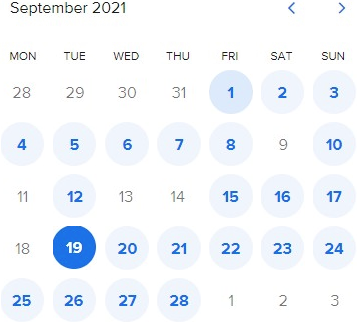 September 2021
MON TUE WED THU FRI SAT SUN
28 29 30 31 1 2 3
4 5 6 7 8 9 10
11 12 13 14 15 16 17
18 19 20 21 22 23 24
25 26 27 28 1 2 3